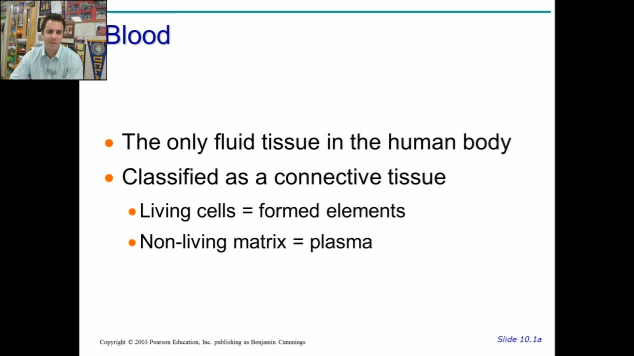 Blood
UCLA
The only fluid tissue in the human body
Classified as a connective tissue
Living cells = formed elements
Non-living matrix = plasma
Copyright © 2003 Pearson Education, Inc. publishing as Benjamin Cummings
Slide 10.1a